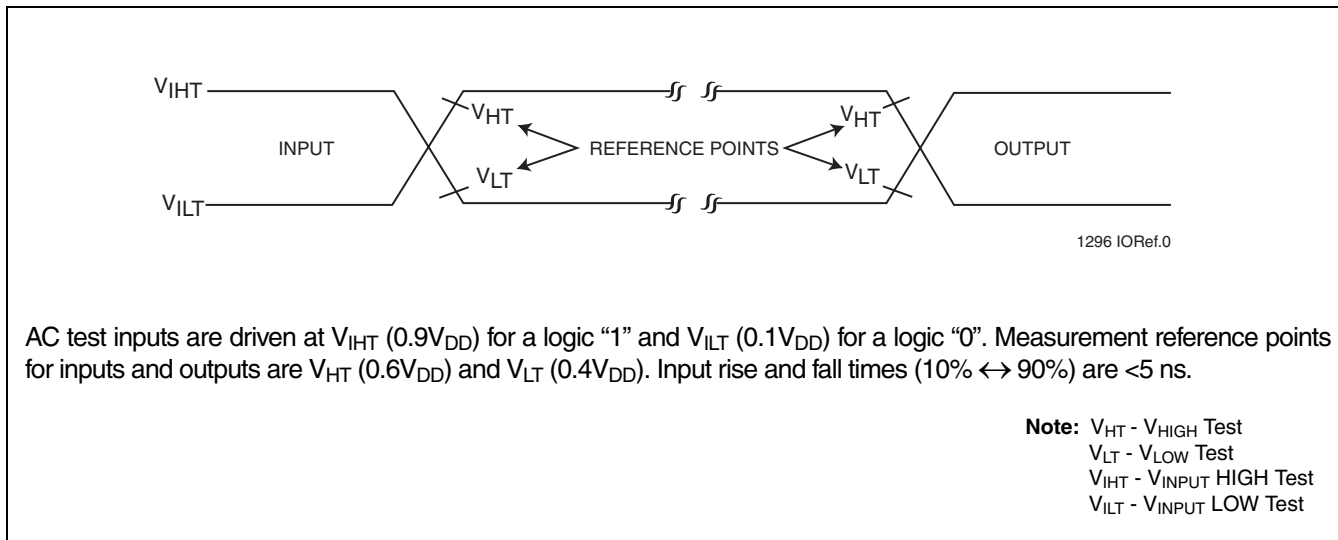 VIHT
VHT
VHT
INPUT
REFERENCE POINTS
OUTPUT
VLT
VLT
VILT
1296 IORef.0
AC test inputs are driven at VIHT (0.9VDD) for a logic “1” and VILT (0.1VDD) for a logic “0”. Measurement reference points
for inputs and outputs are VHT (0.6VDD) and VLT (0.4VDD). Input rise and fall times (10% ↔ 90%) are <5 ns.
Note: VHT - VHIGH Test
VLT - VLOW Test
VIHT - VINPUT HIGH Test
VILT - VINPUT LOW Test